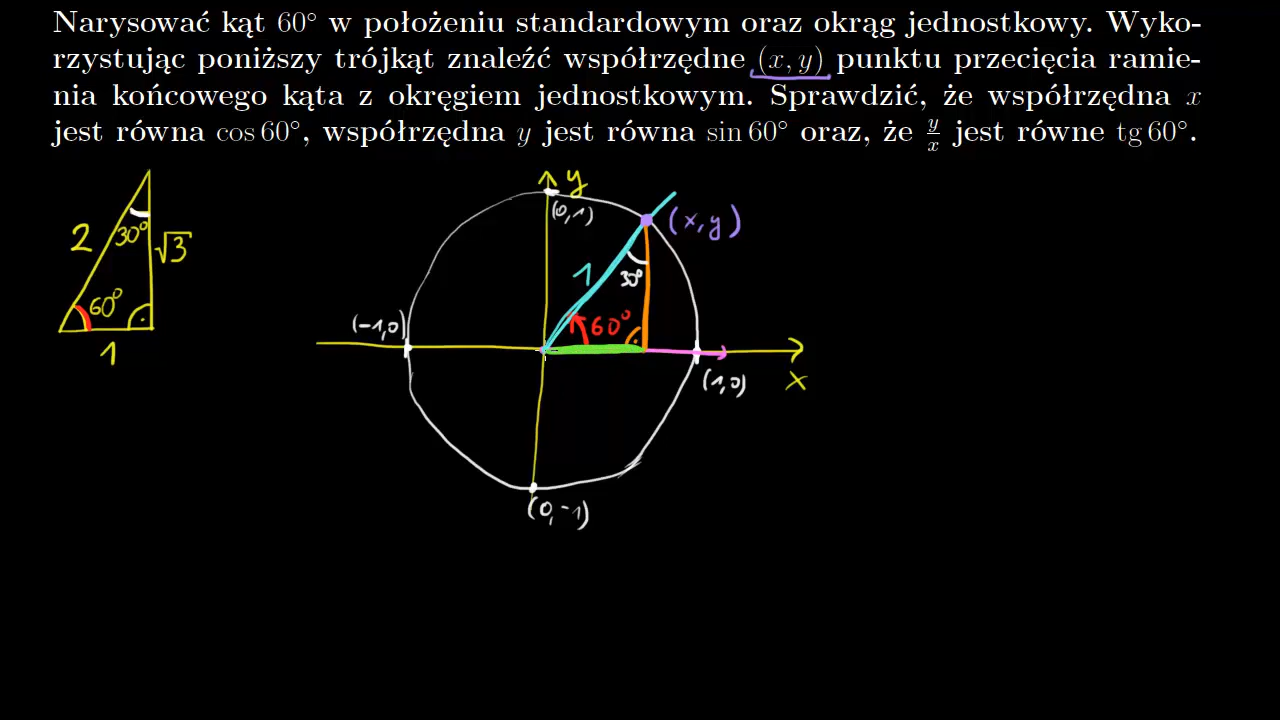 Narysować kąt 60° w położeniu standardowym oraz okrąg jednostkowy. Wyko-
rzystując poniższy trójkąt znaleźć współrzędne (x, y) punktu przecięcia ramie-
nia końcowego kąta z okręgiem jednostkowym. Sprawdzić, że współrzędna x
jest równa cos 60°, współrzędna y jest równa sin 60° oraz, że y/x jest równe tg 60°.
2
30°
√3
60°
1
y
(0,1)
(x,y)
1
30°
60°
(-1,0)
(1,0)
x
(0,-1)